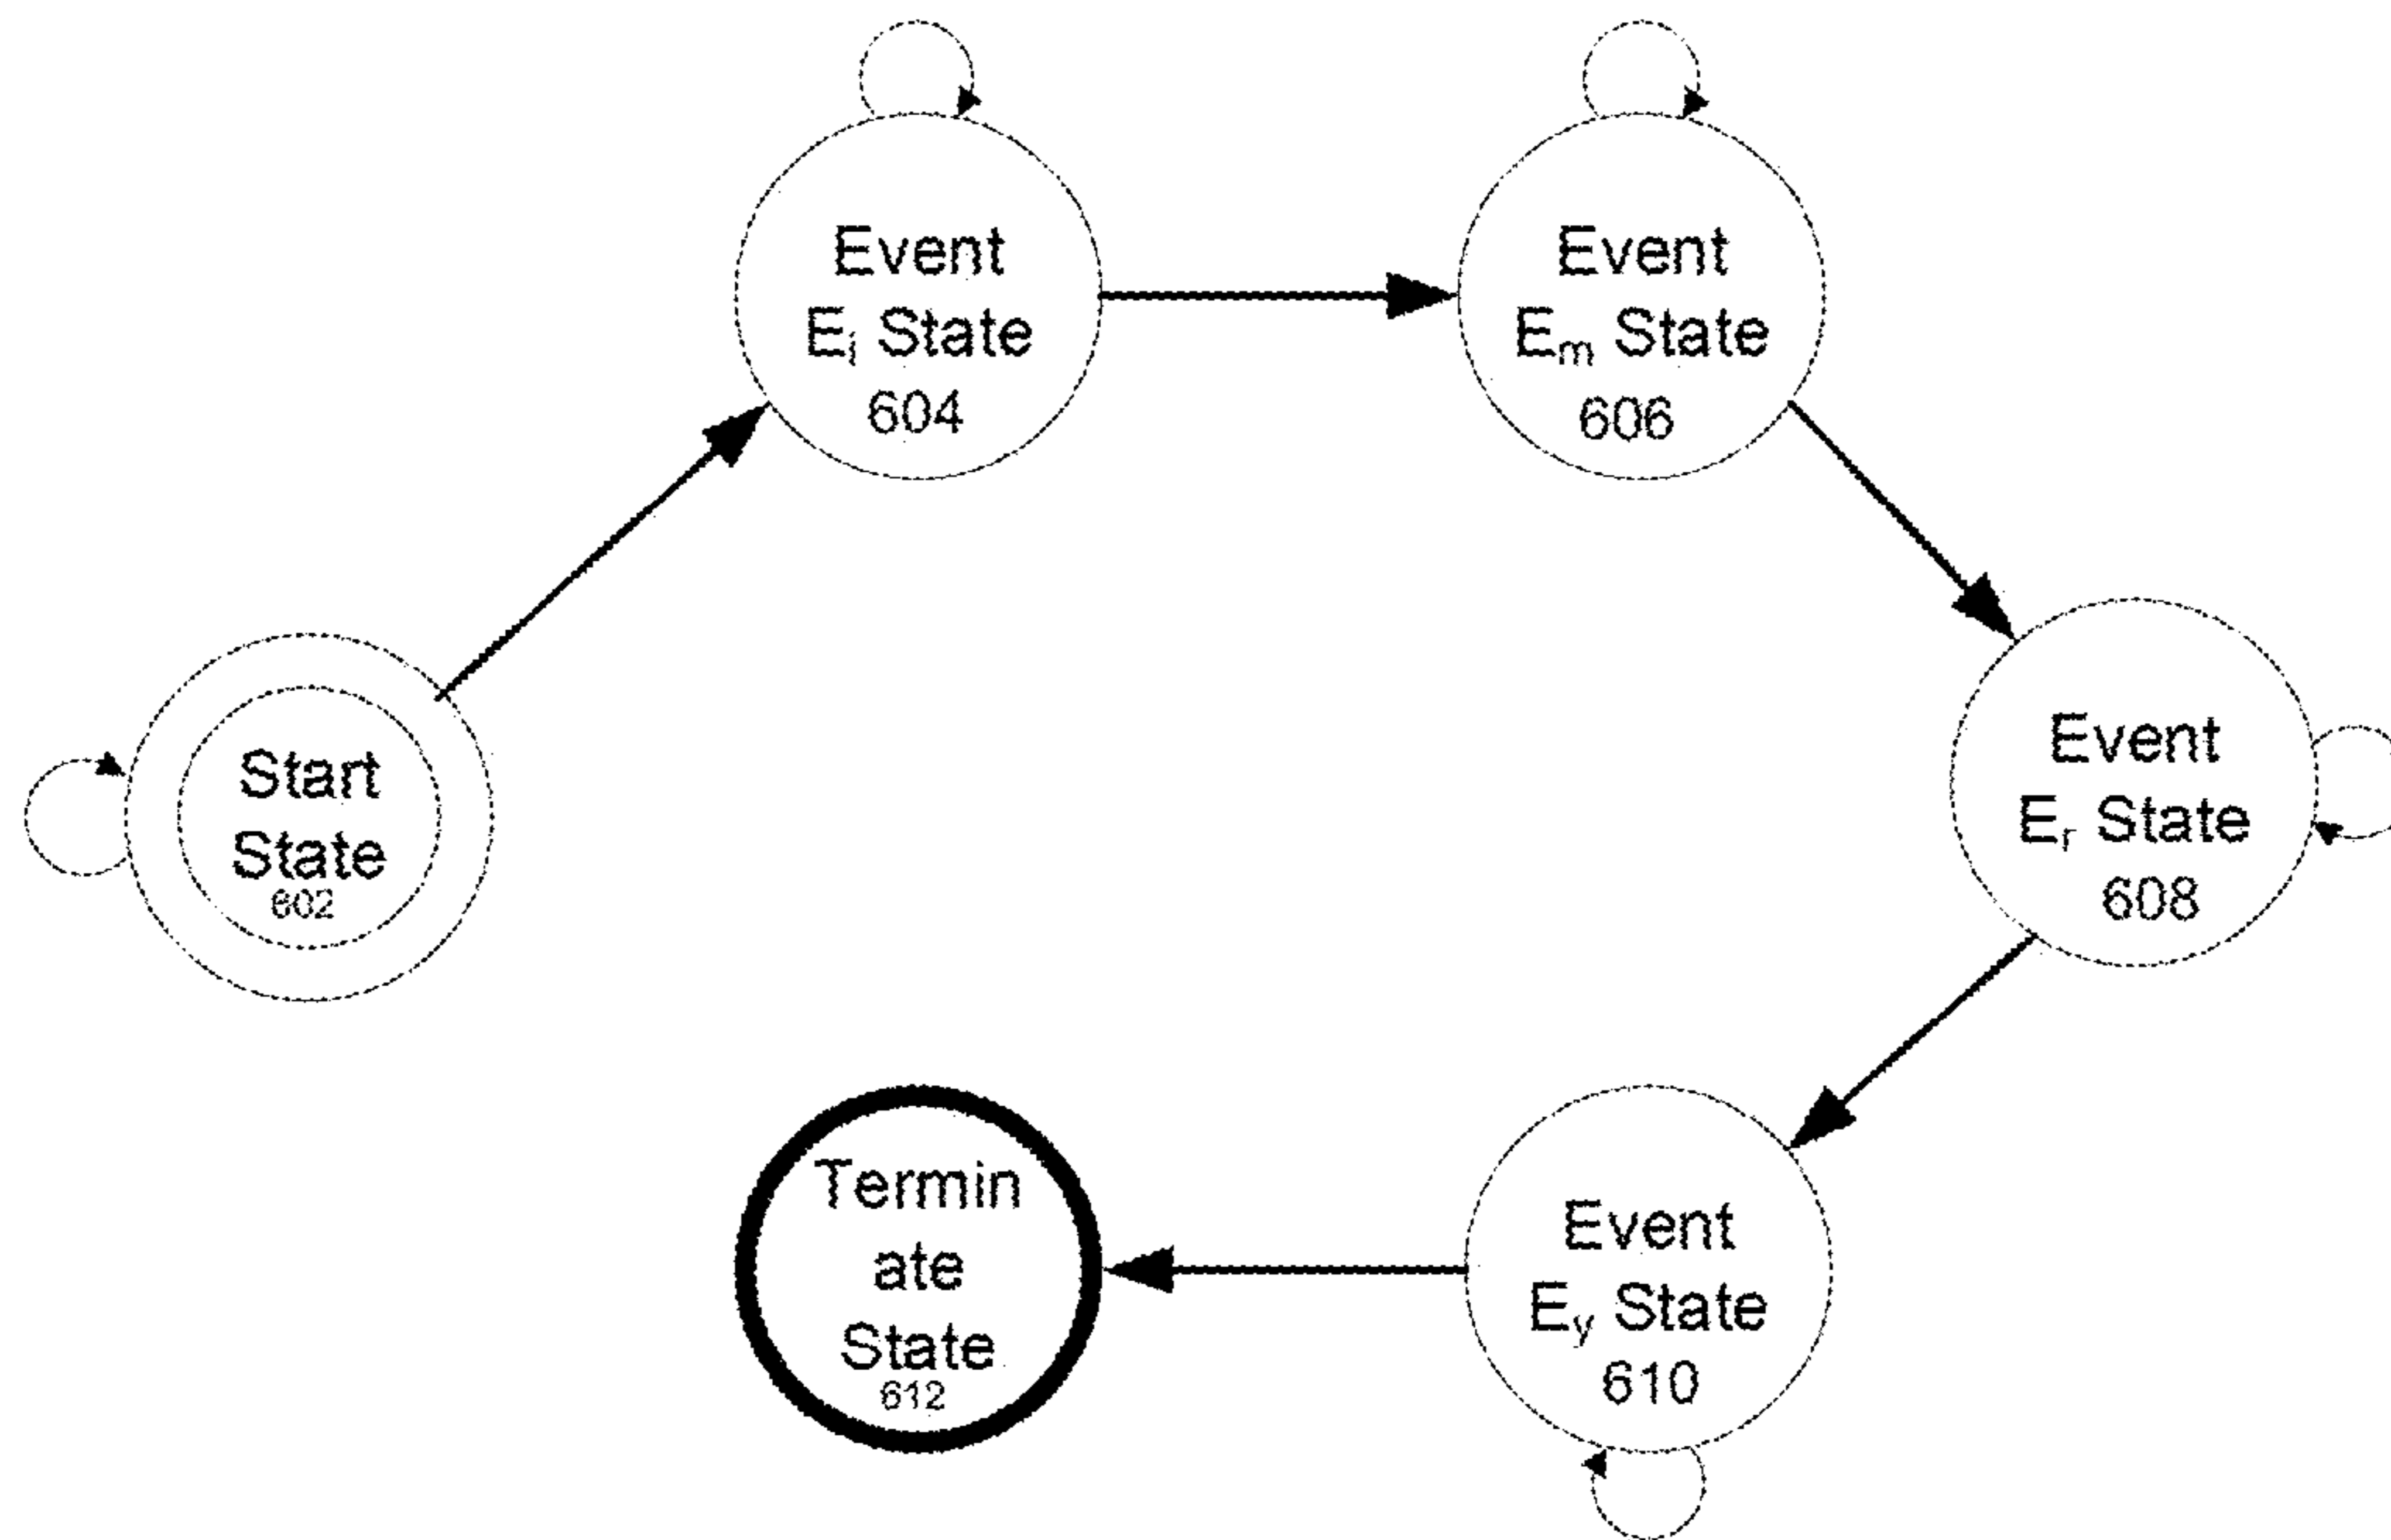 Event
Eᵢ State
604
Event
Eₘ State
606
Start
State
602
Event
Eᵣ State
608
Event
Eᵧ State
610
Termin
ate
State
612